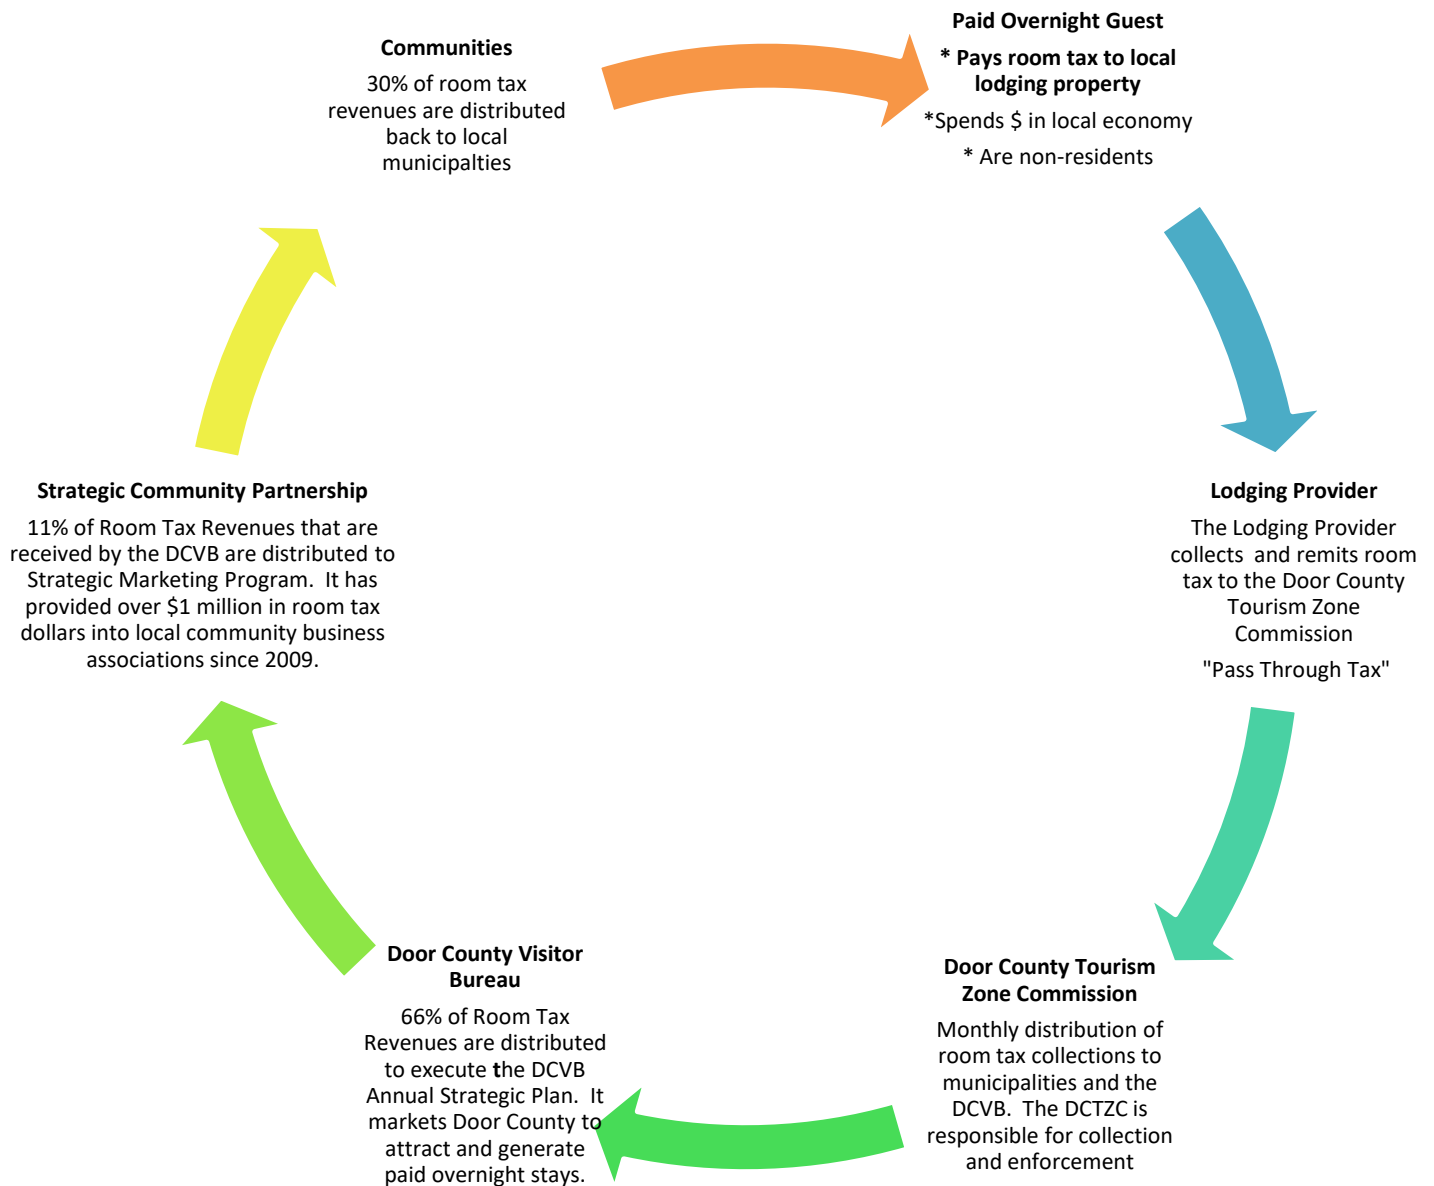 Paid Overnight Guest
* Pays room tax to local
lodging property
*Spends $ in local economy
* Are non-residents
Lodging Provider
The Lodging Provider
collects and remits room
tax to the Door County
Tourism Zone
Commission
"Pass Through Tax"
Door County Tourism
Zone Commission
Monthly distribution of
room tax collections to
municipalities and the
DCVB. The DCTZC is
responsible for collection
and enforcement
Door County Visitor
Bureau
66% of Room Tax
Revenues are distributed
to execute the DCVB
Annual Strategic Plan. It
markets Door County to
attract and generate
paid overnight stays.
Strategic Community Partnership
11% of Room Tax Revenues that are
received by the DCVB are distributed to
Strategic Marketing Program. It has
provided over $1 million in room tax
dollars into local community business
associations since 2009.
Communities
30% of room tax
revenues are distributed
back to local
municipalties